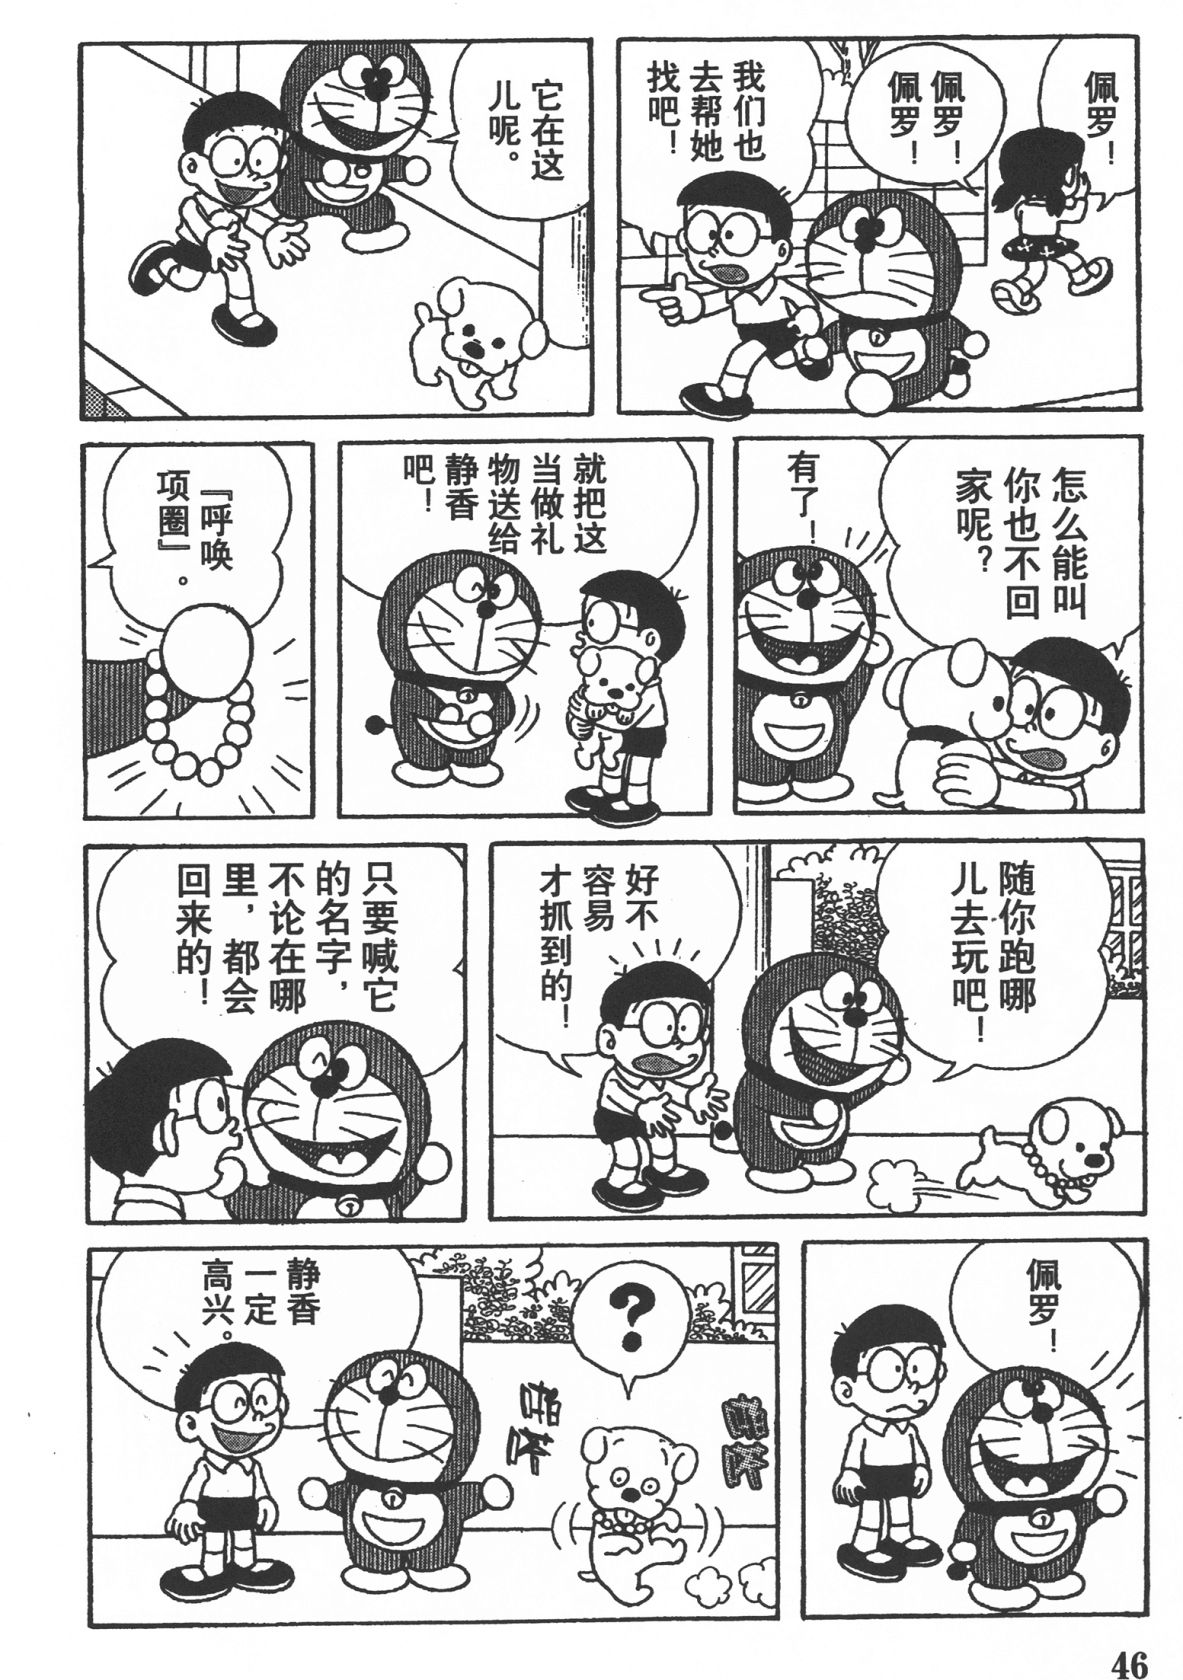 佩罗！
佩罗！
佩罗！
我们也
去帮她
找吧！
它在这
儿呢。
怎么能叫
你也不回
家呢？
有了！
就把这
当做礼
物送给
静香
吧！
『呼唤
项圈』。
随你跑哪
儿去玩吧！
好不
容易
才抓到的！
只要喊它
的名字，
不论在哪
里，都会
回来的！
佩罗！
？
嗒达
嗒达
静香
一定
高兴。
46